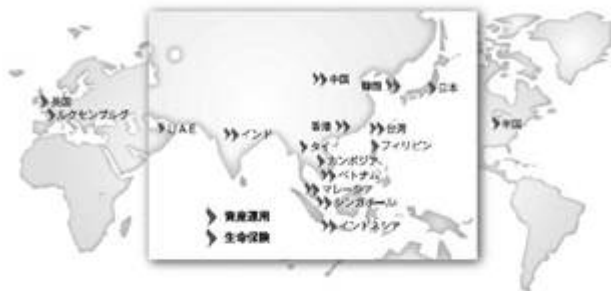 英国
ルクセンブルグ
UAE
インド
中国
韓国
日本
香港
台湾
タイ
フィリピン
カンボジア
ベトナム
マレーシア
シンガポール
インドネシア
米国
資産運用
生命保険